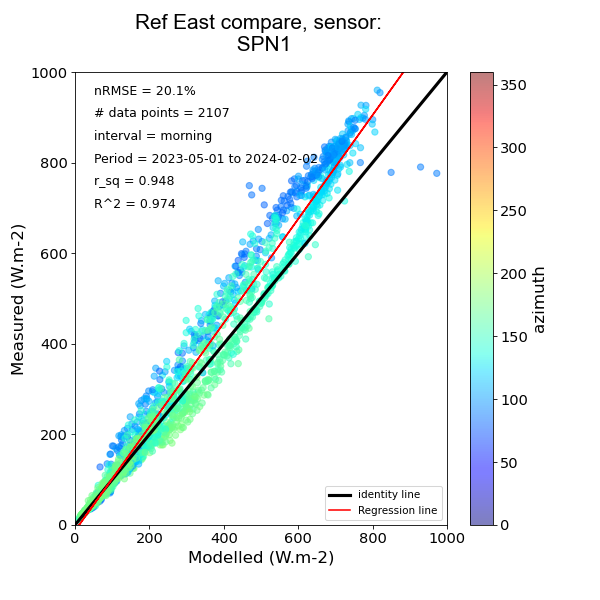 Ref East compare, sensor:
SPN1
nRMSE = 20.1%
# data points = 2107
interval = morning
Period = 2023-05-01 to 2024-02-02
r_sq = 0.948
R^2 = 0.974
1000
800
600
400
200
0
Measured (W.m-2)
0 200 400 600 800 1000
Modelled (W.m-2)
identity line
Regression line
350
300
250
200
150
100
50
0
azimuth